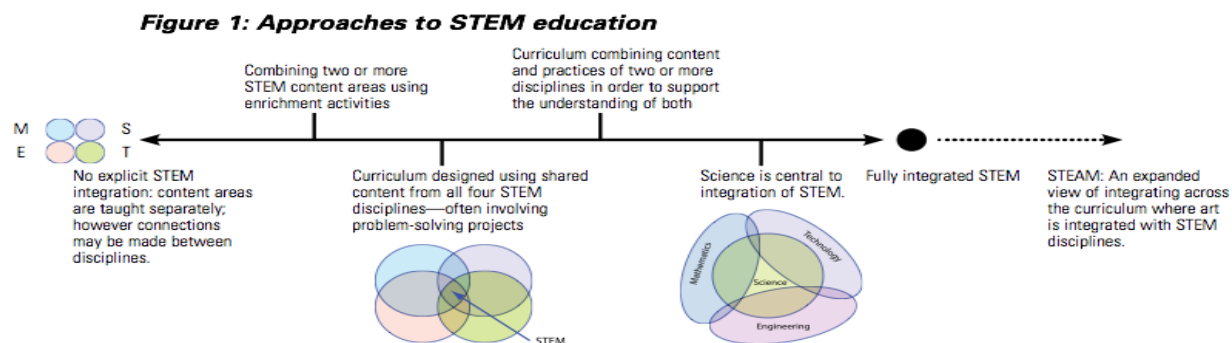 Figure 1: Approaches to STEM education
Combining two or more
STEM content areas using
enrichment activities
Curriculum combining content
and practices of two or more
disciplines in order to support
the understanding of both
M S
E T
No explicit STEM
integration: content areas
are taught separately;
however connections
may be made between
disciplines.
Curriculum designed using shared
content from all four STEM
disciplines—often involving
problem-solving projects
STEM
Science is central to
integration of STEM.
Mathematics
Technology
Science
Engineering
Fully integrated STEM
STEAM: An expanded
view of integrating across
the curriculum where art
is integrated with STEM
disciplines.